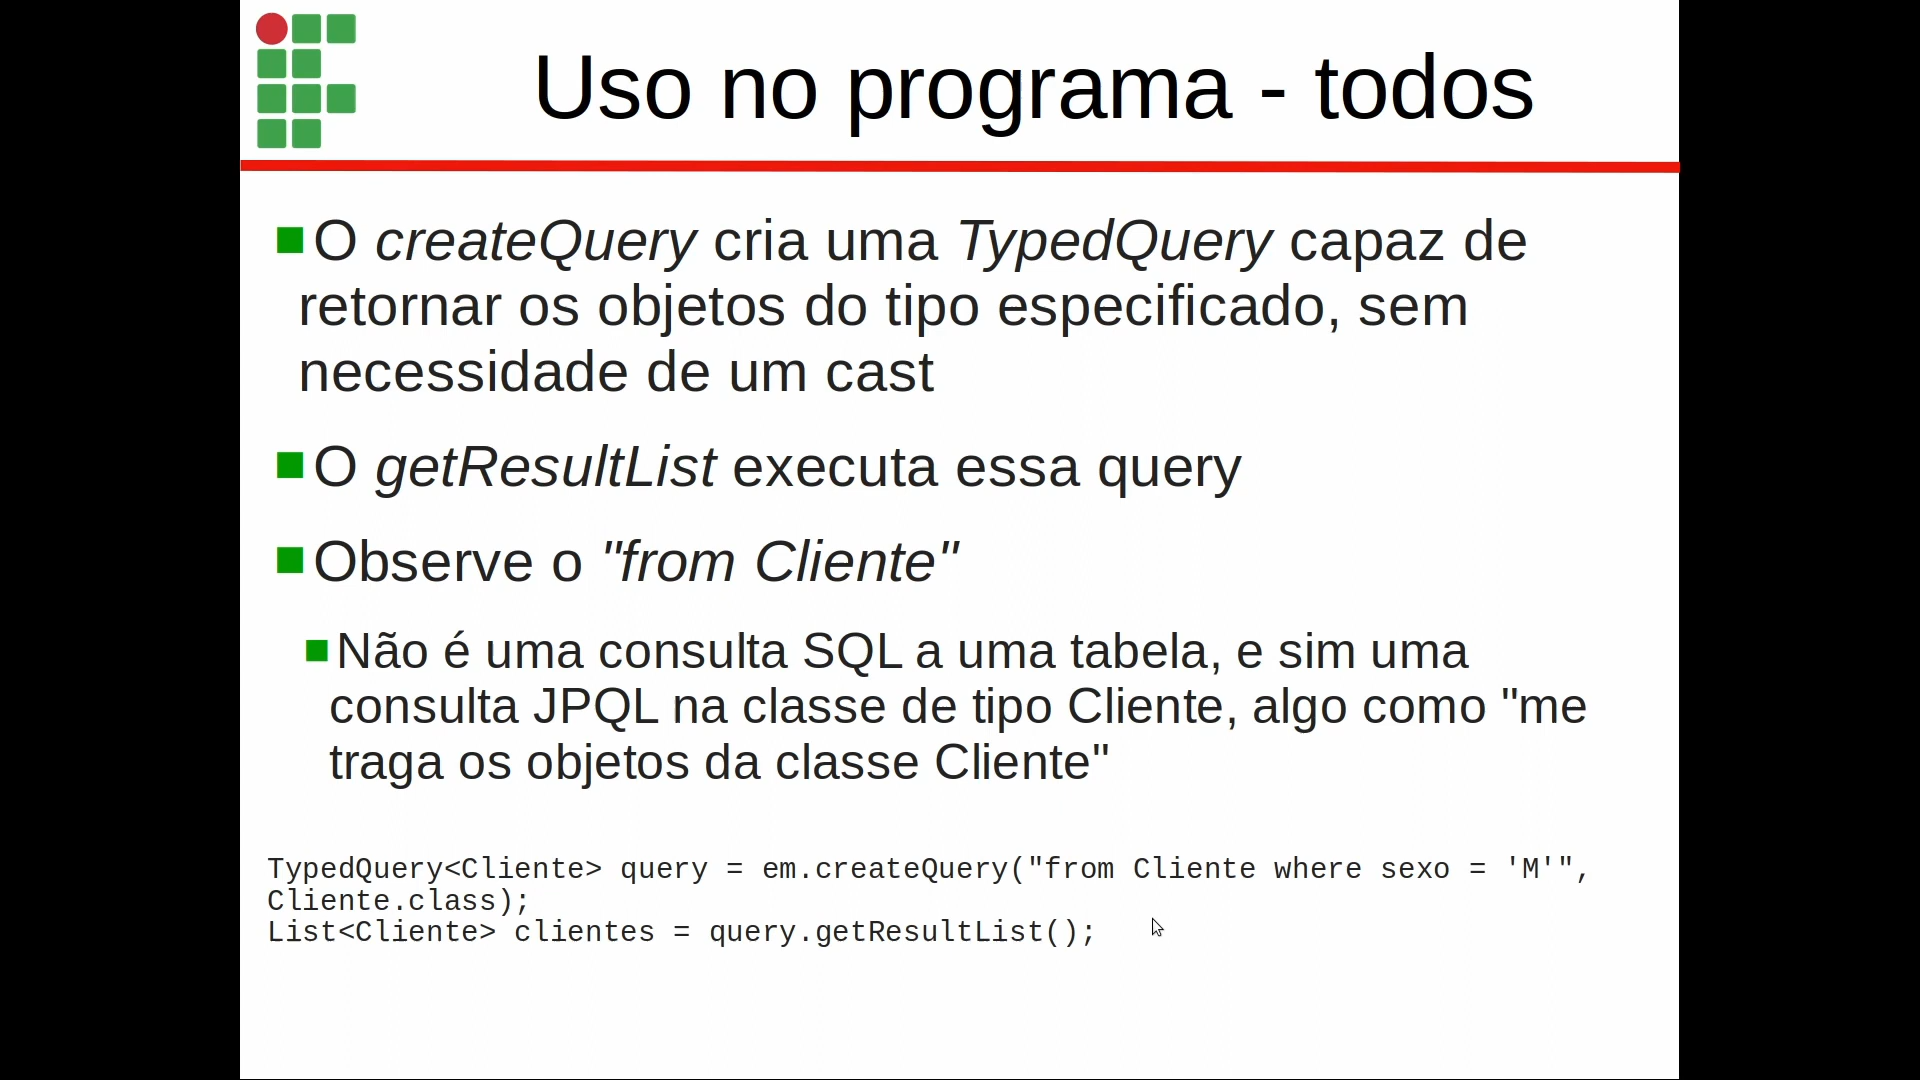 Uso no programa - todos
O createQuery cria uma TypedQuery capaz de
retornar os objetos do tipo especificado, sem
necessidade de um cast
O getResultList executa essa query
Observe o "from Cliente"
Não é uma consulta SQL a uma tabela, e sim uma
consulta JPQL na classe de tipo Cliente, algo como "me
traga os objetos da classe Cliente"
TypedQuery<Cliente> query = em.createQuery("from Cliente where sexo = 'M'",
Cliente.class);
List<Cliente> clientes = query.getResultList();